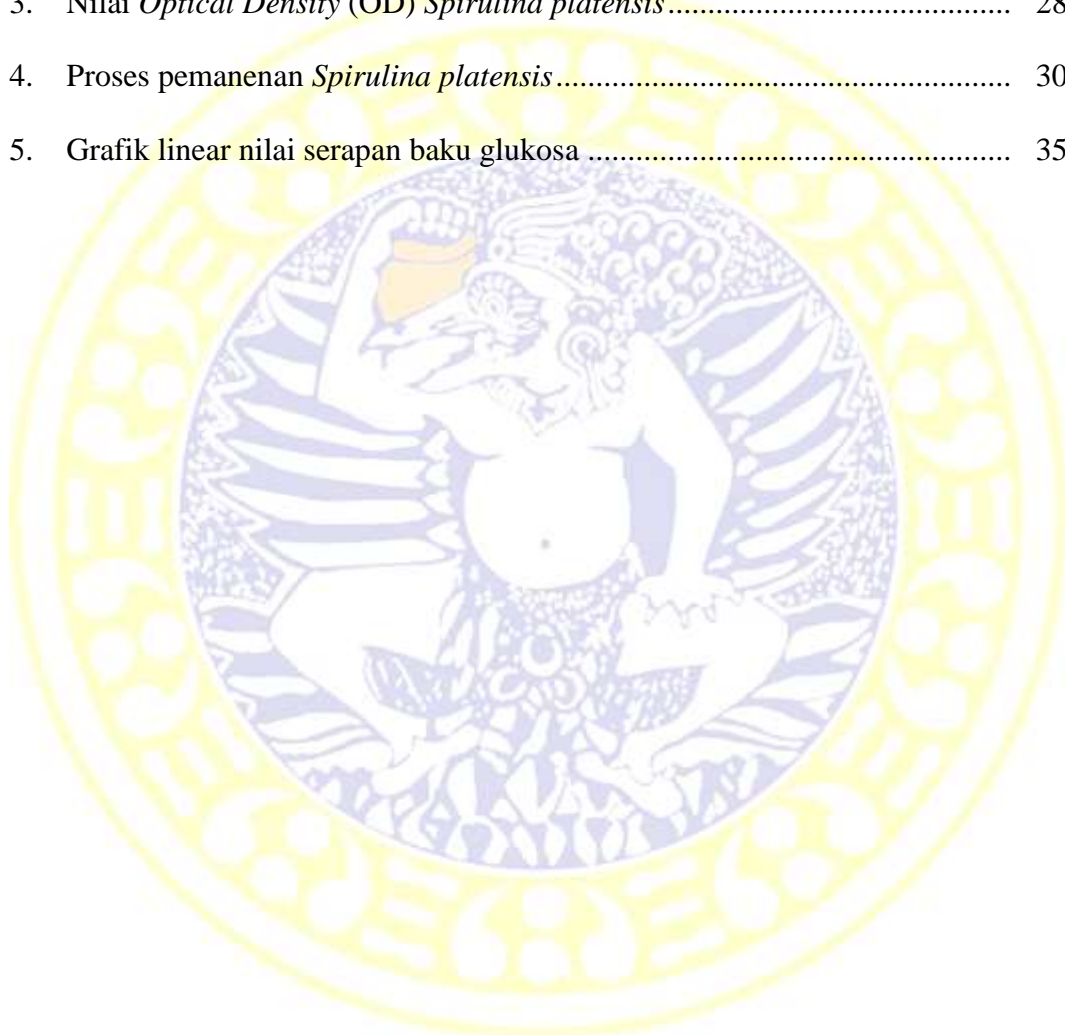 3. Nilai Optical Density (OD) Spirulina platensis........................................... 28
4. Proses pemanenan Spirulina platensis......................................................... 30
5. Grafik linear nilai serapan baku glukosa ..................................................... 35